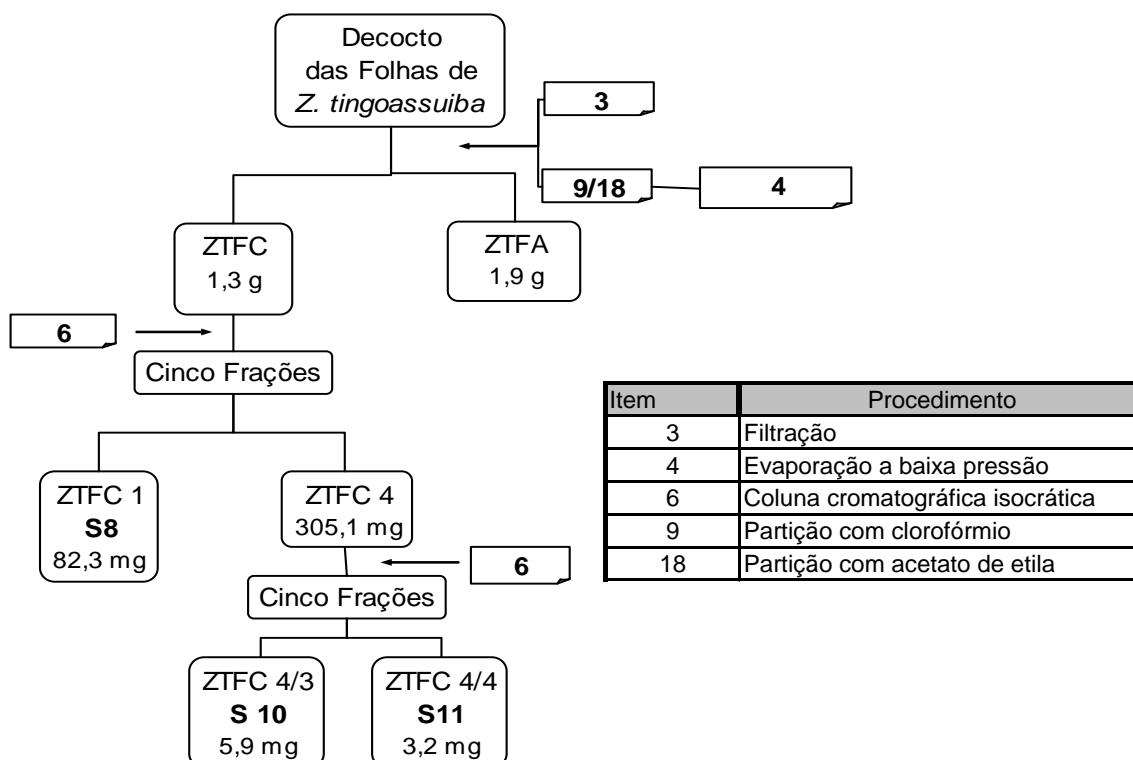 Decocto
das Folhas de
Z. tingoassuiba
3
9/18
4
ZTFC
1,3 g
ZTFA
1,9 g
6
Cinco Frações
ZTFC 1
S8
82,3 mg
ZTFC 4
305,1 mg
6
Cinco Frações
ZTFC 4/3
S 10
5,9 mg
ZTFC 4/4
S11
3,2 mg
Item Procedimento
3 Filtração
4 Evaporação a baixa pressão
6 Coluna cromatográfica isocrática
9 Partição com clorofórmio
18 Partição com acetato de etila